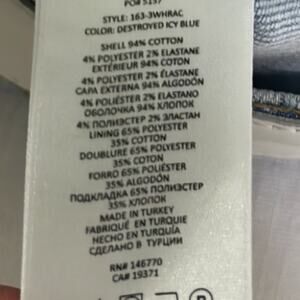 PO# 5157
STYLE: 163-3WHRAC
COLOR: DESTROYED ICY BLUE
SHELL 94% COTTON
4% POLYESTER 2% ELASTANE
EXTÉRIEUR 94% COTON
4% POLYESTER 2% ELASTANE
CAPA EXTERNA 94% ALGODÓN
4% POLIÉSTER 2% ELASTANO
ОБОЛОЧКА 94% ХЛОПОК
4% ПОЛИЭСТЕР 2% ЭЛАСТАН
LINING 65% POLYESTER
35% COTTON
DOUBLURE 65% POLYESTER
35% COTON
FORRO 65% POLIÉSTER
35% ALGODÓN
ПОДКЛАДКА 65% ПОЛИЭСТЕР
35% ХЛОПОК
MADE IN TURKEY
FABRIQUÉ EN TURQUIE
HECHO EN TURQUÍA
СДЕЛАНО В ТУРЦИИ
RN# 146770
CA# 19371